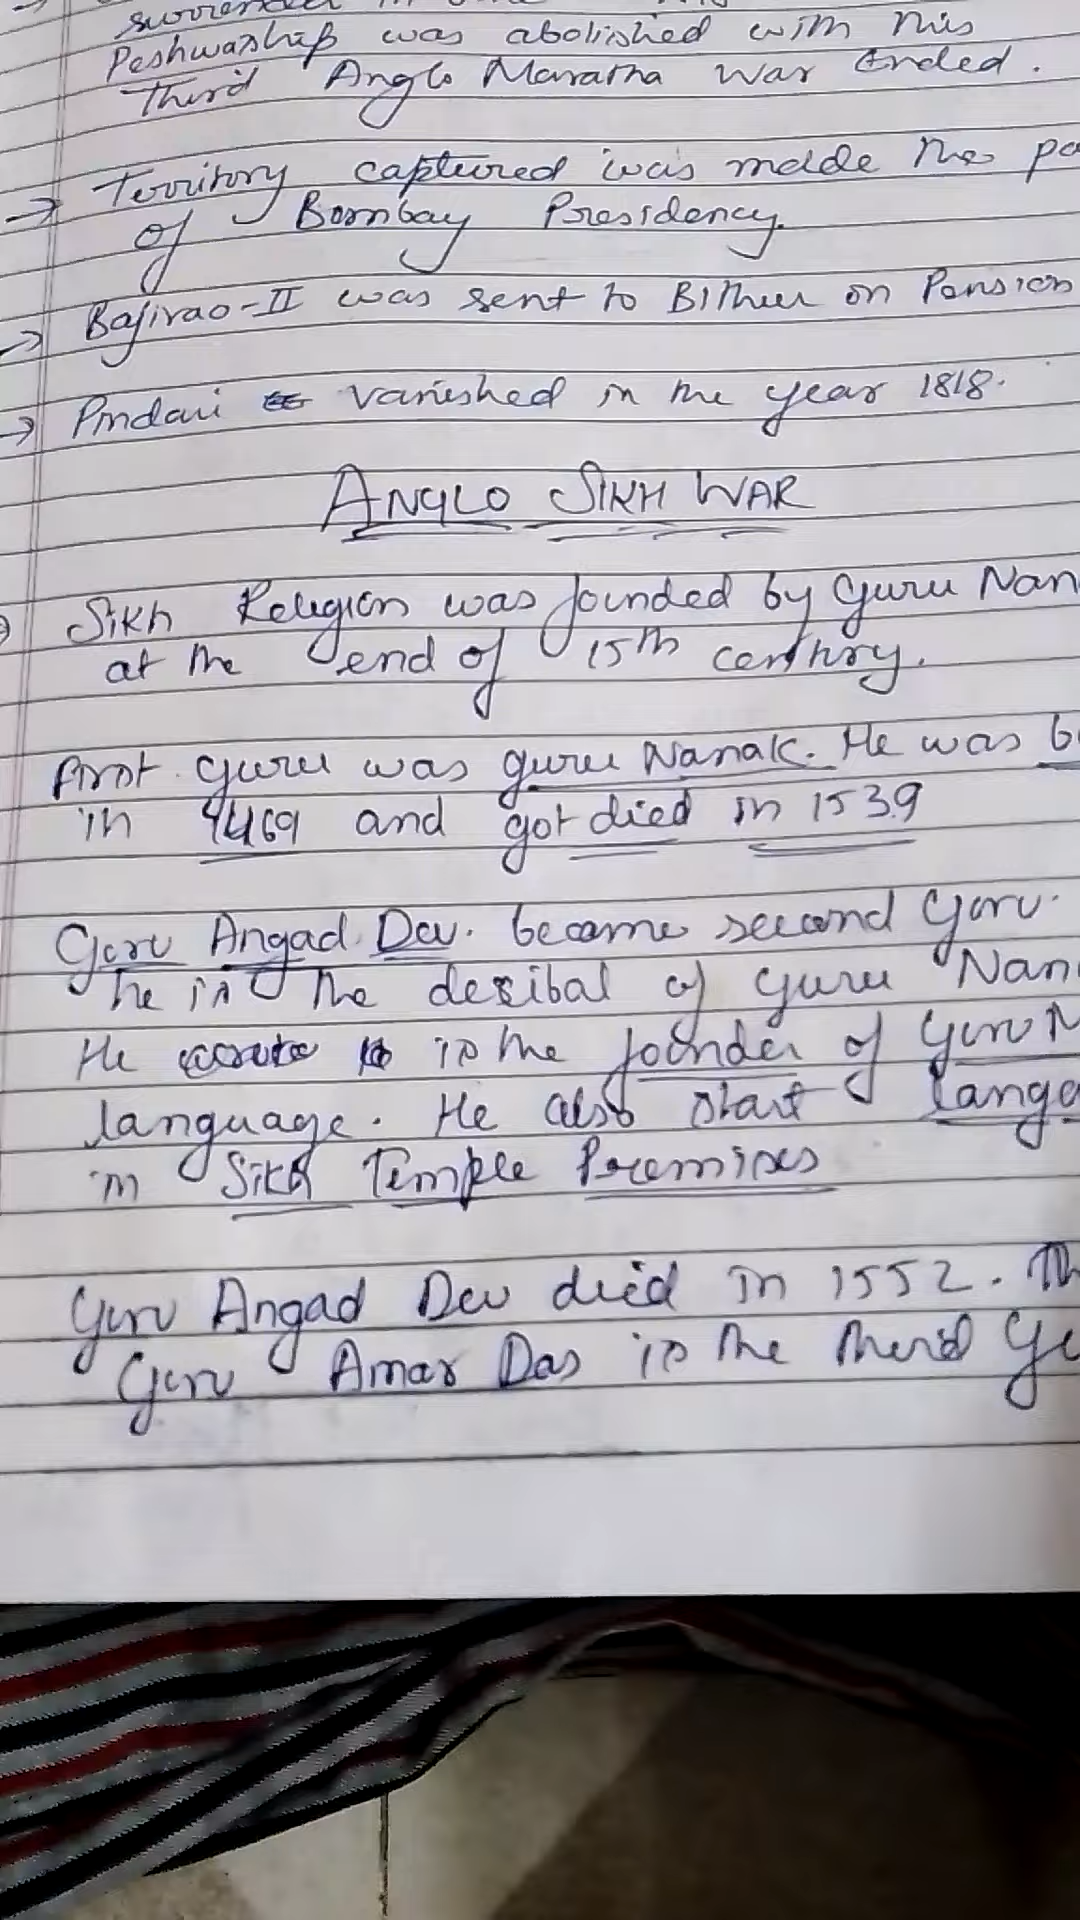 surrender in
Peshwaship was abolished with this
Third Anglo Maratha War Ended.
→ Territory captured was made the pa
of Bombay Presidency.
→ Bajirao-II was sent to Bithur on Pension
→ Pindari vanished in the year 1818.
ANGLO SIKH WAR
Sikh Religion was founded by Guru Nan
at the end of 15th century.
First guru was guru Nanak. He was b
in 1469 and got died in 1539
Guru Angad Dev. became second Guru.
he is the desibal of guru Nan
He is the founder of Guru M
language. He also start langa
in Sikh Temple Premises
Guru Angad Dev died in 1552. Th
Guru Amar Das is the third Gu